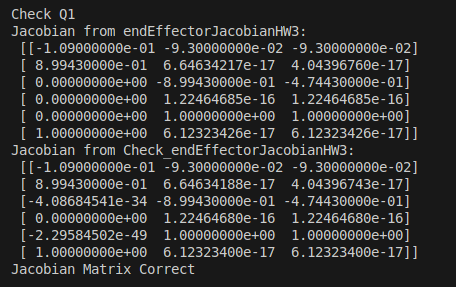 Check Q1
Jacobian from endEffectorJacobianHW3:
[[-1.09000000e-01 -9.30000000e-02 -9.30000000e-02]
[ 8.99430000e-01 6.64634217e-17 4.04396760e-17]
[ 0.00000000e+00 -8.99430000e-01 -4.74430000e-01]
[ 0.00000000e+00 1.22464685e-16 1.22464685e-16]
[ 0.00000000e+00 1.00000000e+00 1.00000000e+00]
[ 1.00000000e+00 6.12323426e-17 6.12323426e-17]]
Jacobian from Check_endEffectorJacobianHW3:
[[-1.09000000e-01 -9.30000000e-02 -9.30000000e-02]
[ 8.99430000e-01 6.64634188e-17 4.04396743e-17]
[-4.08684541e-34 -8.99430000e-01 -4.74430000e-01]
[ 0.00000000e+00 1.22464680e-16 1.22464680e-16]
[-2.29584502e-49 1.00000000e+00 1.00000000e+00]
[ 1.00000000e+00 6.12323400e-17 6.12323400e-17]]
Jacobian Matrix Correct